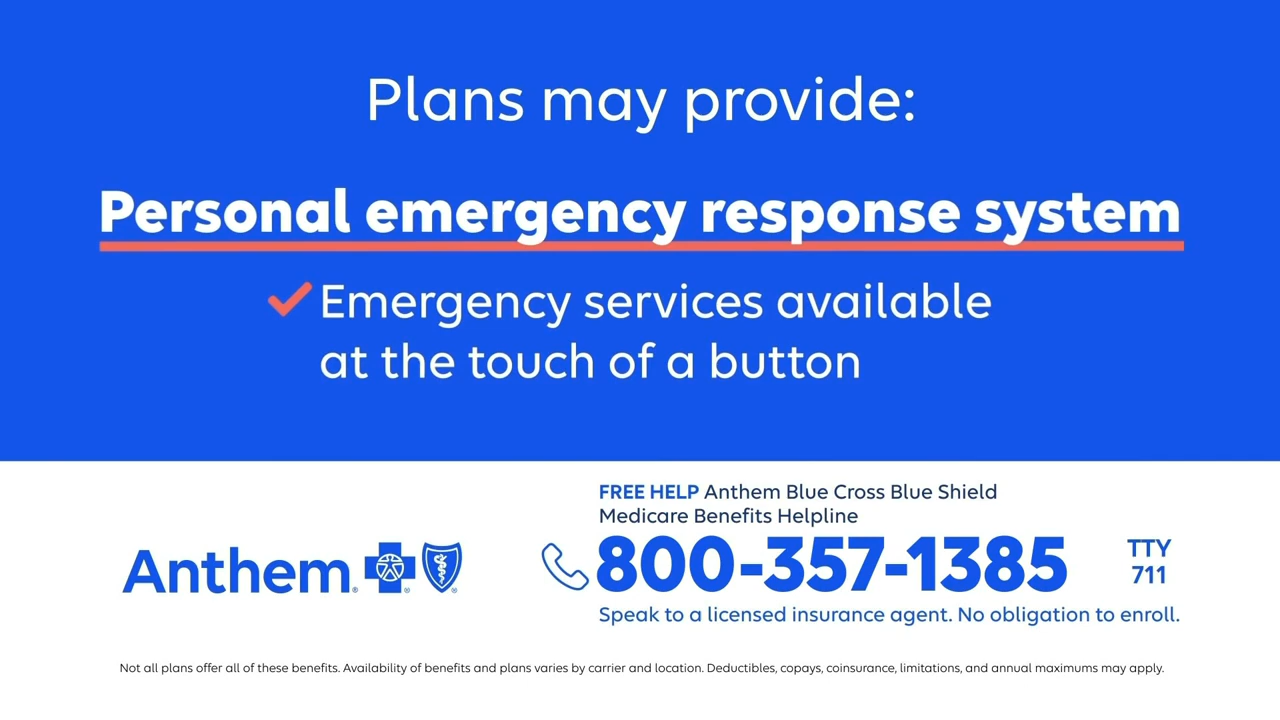 Plans may provide:
Personal emergency response system
Emergency services available
at the touch of a button
FREE HELP Anthem Blue Cross Blue Shield
Medicare Benefits Helpline
Anthem®
800-357-1385
TTY
711
Speak to a licensed insurance agent. No obligation to enroll.
Not all plans offer all of these benefits. Availability of benefits and plans varies by carrier and location. Deductibles, copays, coinsurance, limitations, and annual maximums may apply.